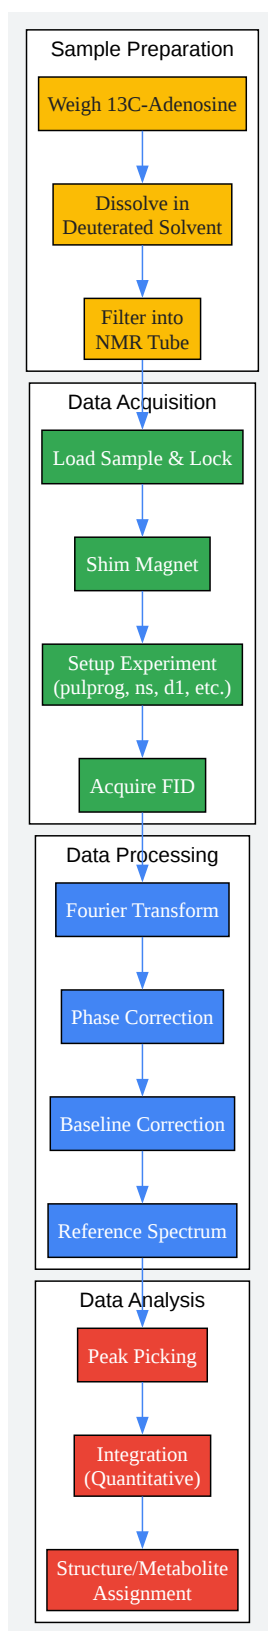 Sample Preparation
Weigh 13C-Adenosine
Dissolve in
Deuterated Solvent
Filter into
NMR Tube
Data Acquisition
Load Sample & Lock
Shim Magnet
Setup Experiment
(pulprog, ns, d1, etc.)
Acquire FID
Data Processing
Fourier Transform
Phase Correction
Baseline Correction
Reference Spectrum
Data Analysis
Peak Picking
Integration
(Quantitative)
Structure/Metabolite
Assignment